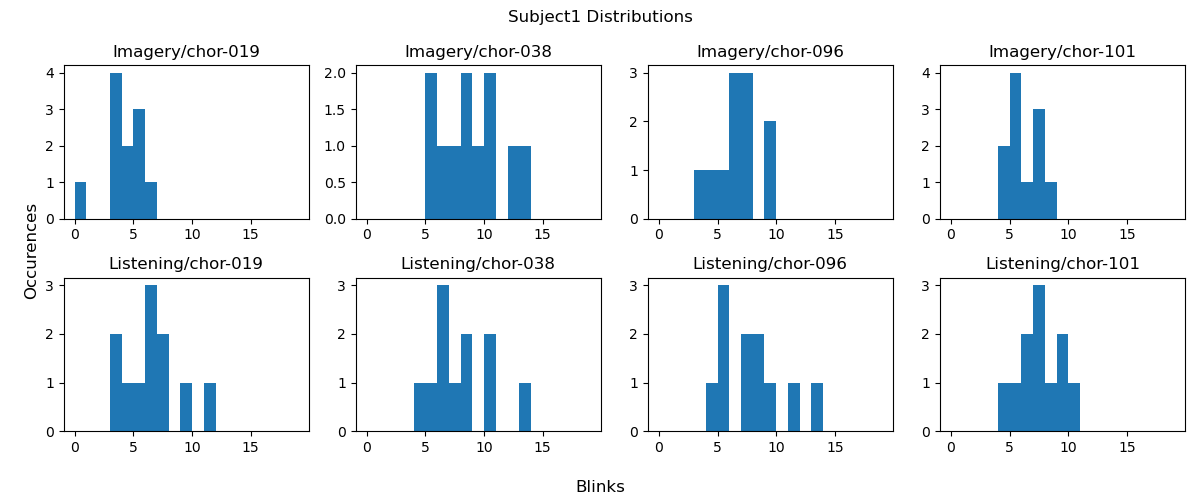 Subject1 Distributions
Imagery/chor-019 Imagery/chor-038 Imagery/chor-096 Imagery/chor-101
4 3 2 1 0
2.0 1.5 1.0 0.5 0.0
3 2 1 0
4 3 2 1 0
0 5 10 15 0 5 10 15 0 5 10 15 0 5 10 15
Occurences
Listening/chor-019 Listening/chor-038 Listening/chor-096 Listening/chor-101
3 2 1 0
3 2 1 0
3 2 1 0
3 2 1 0
0 5 10 15 0 5 10 15 0 5 10 15 0 5 10 15
Blinks